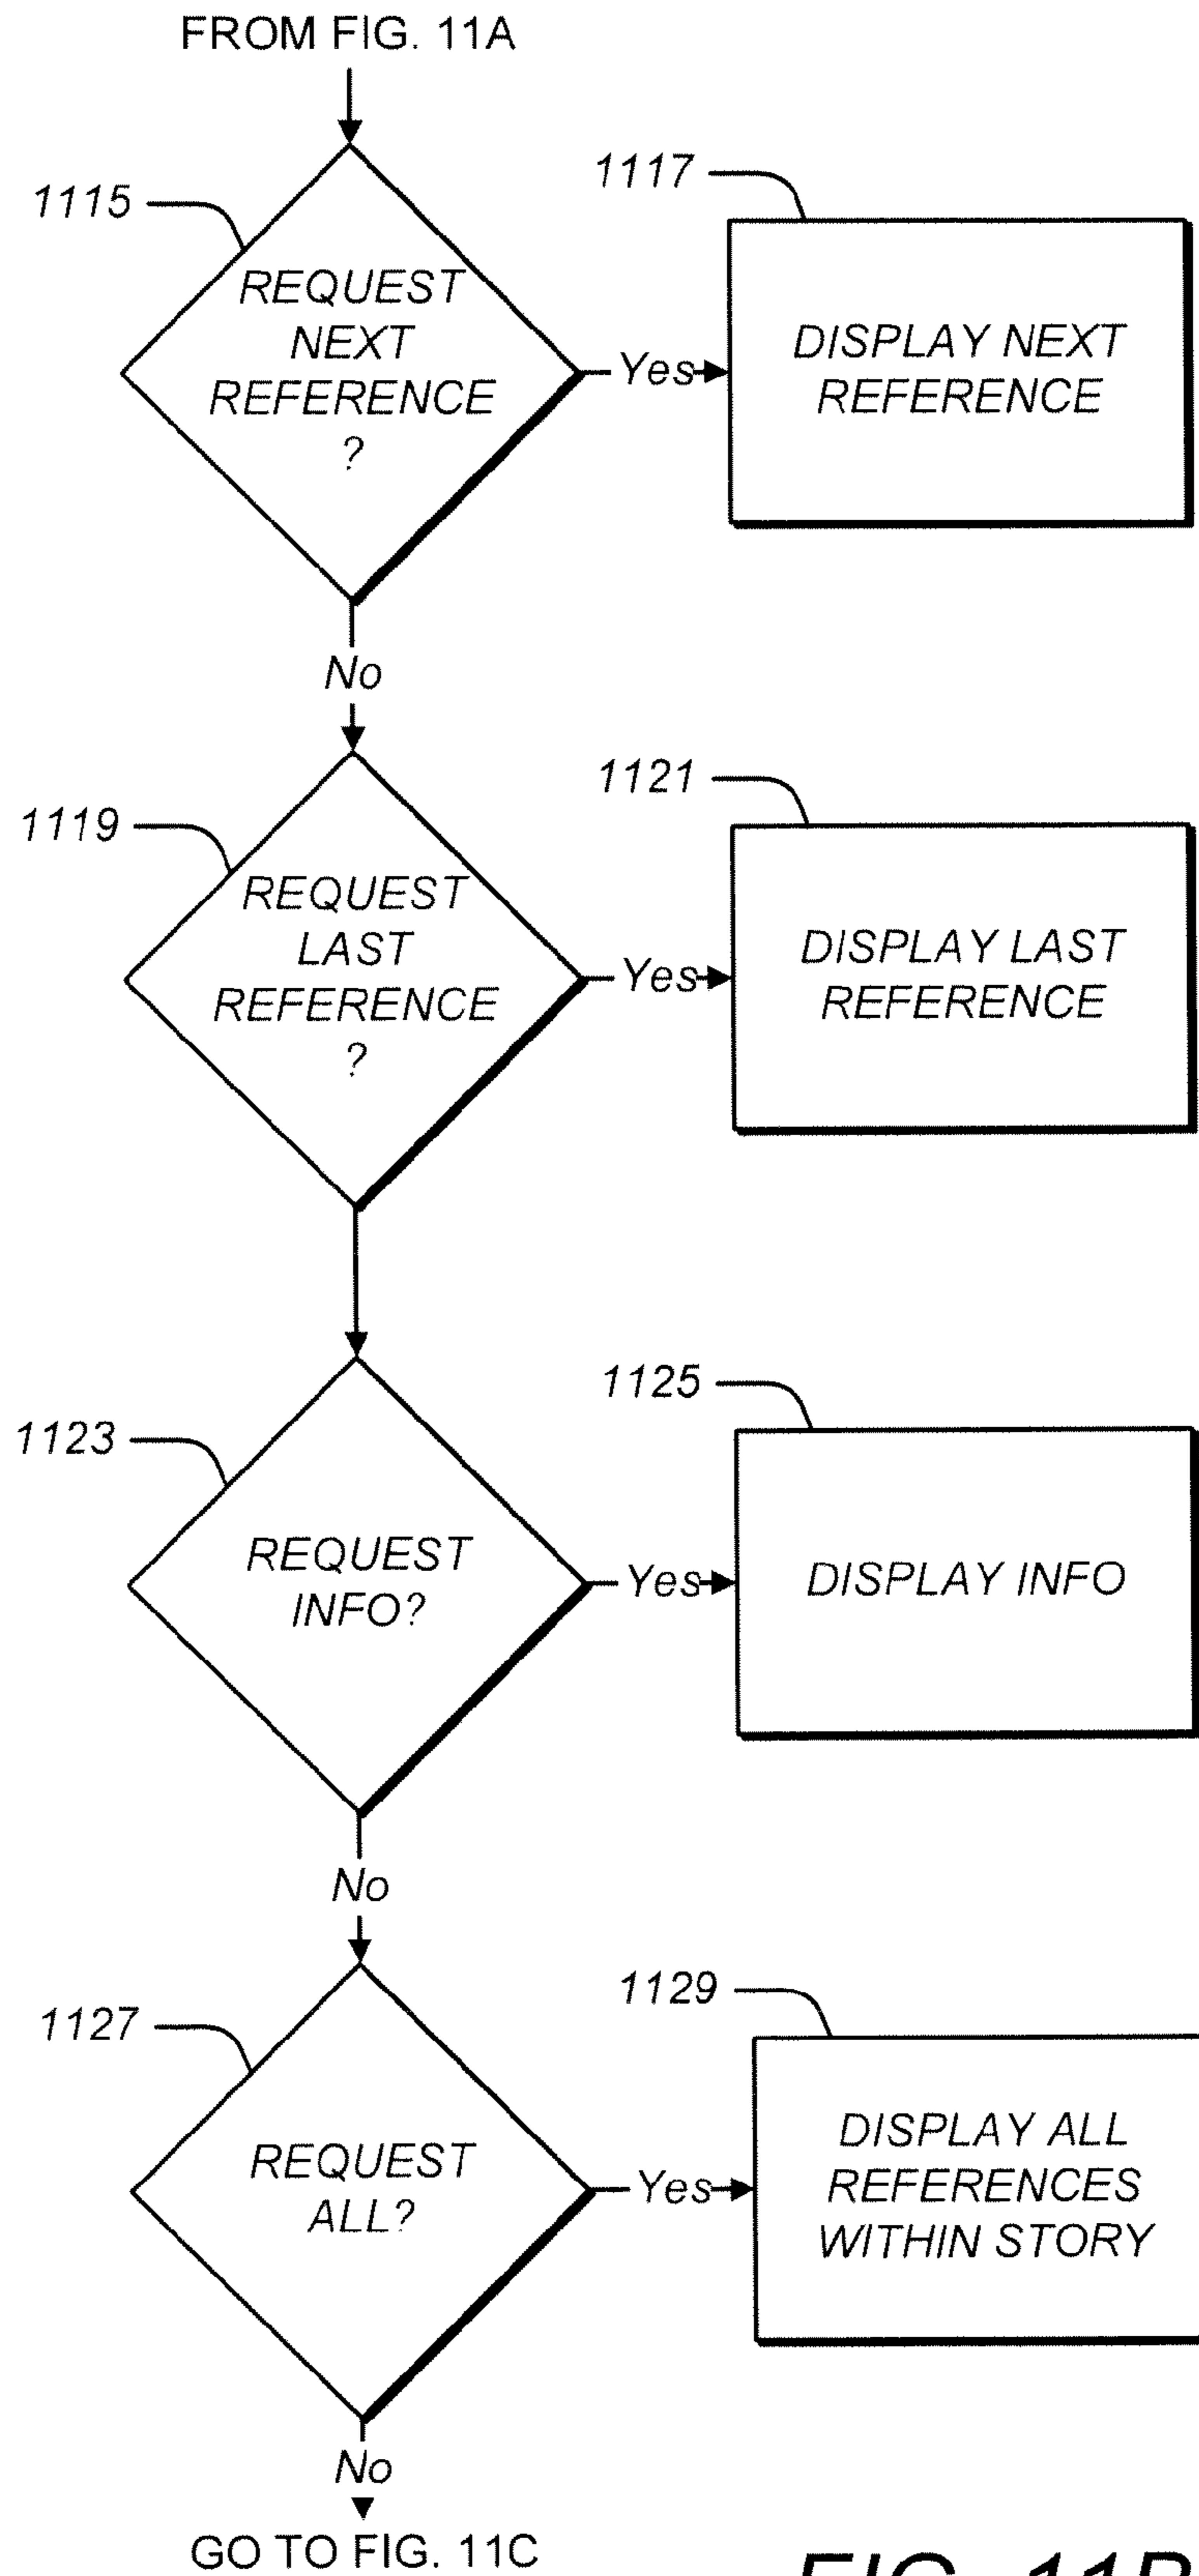 FROM FIG. 11A
1115
REQUEST
NEXT
REFERENCE
?
Yes
1117
DISPLAY NEXT
REFERENCE
No
1119
REQUEST
LAST
REFERENCE
?
Yes
1121
DISPLAY LAST
REFERENCE
1123
REQUEST
INFO?
Yes
1125
DISPLAY INFO
No
1127
REQUEST
ALL?
Yes
1129
DISPLAY ALL
REFERENCES
WITHIN STORY
No
GO TO FIG. 11C
FIG. 11B